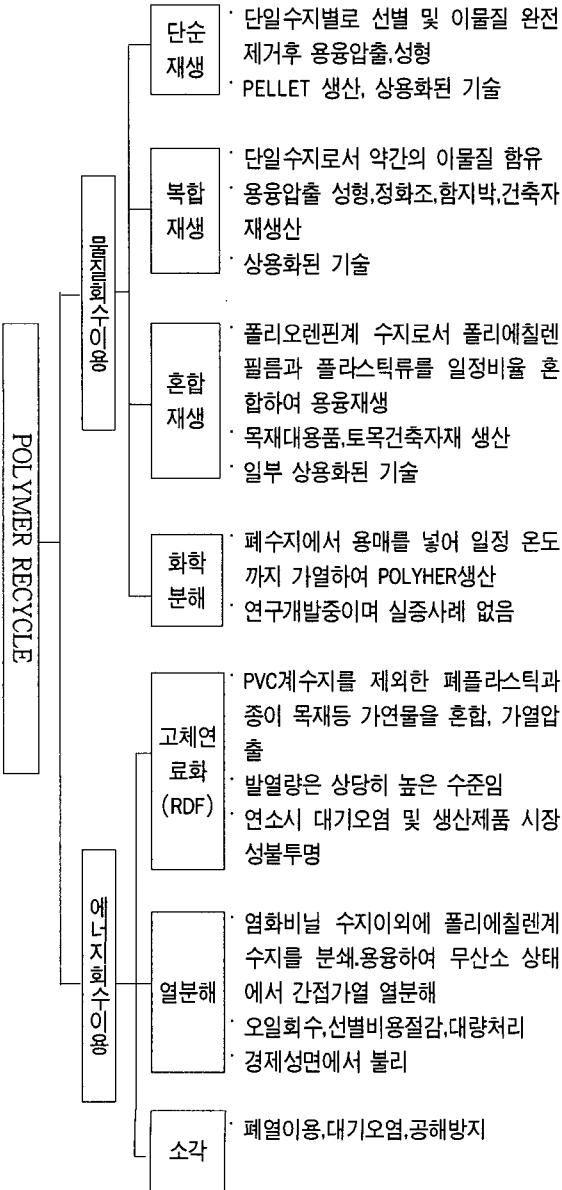 POLYMER RECYCLE
물질회수이용
단순
재생
· 단일수지별로 선별 및 이물질 완전
제거후 용융압출,성형
· PELLET 생산, 상용화된 기술
복합
재생
· 단일수지로서 약간의 이물질 함유
· 용융압출 성형,정화조,함지박,건축자
재생산
· 상용화된 기술
혼합
재생
· 폴리오렌핀계 수지로서 폴리에칠렌
필름과 플라스틱류를 일정비율 혼
합하여 용융재생
· 목재대용품,토목건축자재 생산
· 일부 상용화된 기술
화학
분해
· 폐수지에서 용매를 넣어 일정 온도
까지 가열하여 POLYHER생산
· 연구개발중이며 실증사례 없음
에너지회수이용
고체연
료화
(RDF)
· PVC계수지를 제외한 폐플라스틱과
종이 목재등 가연물을 혼합, 가열압
출
· 발열량은 상당히 높은 수준임
· 연소시 대기오염 및 생산제품 시장
성불투명
열분해
· 염화비닐 수지이외에 폴리에칠렌계
수지를 분쇄.용융하여 무산소 상태
에서 간접가열 열분해
· 오일회수,선별비용절감,대량처리
· 경제성면에서 불리
소각
· 폐열이용,대기오염,공해방지